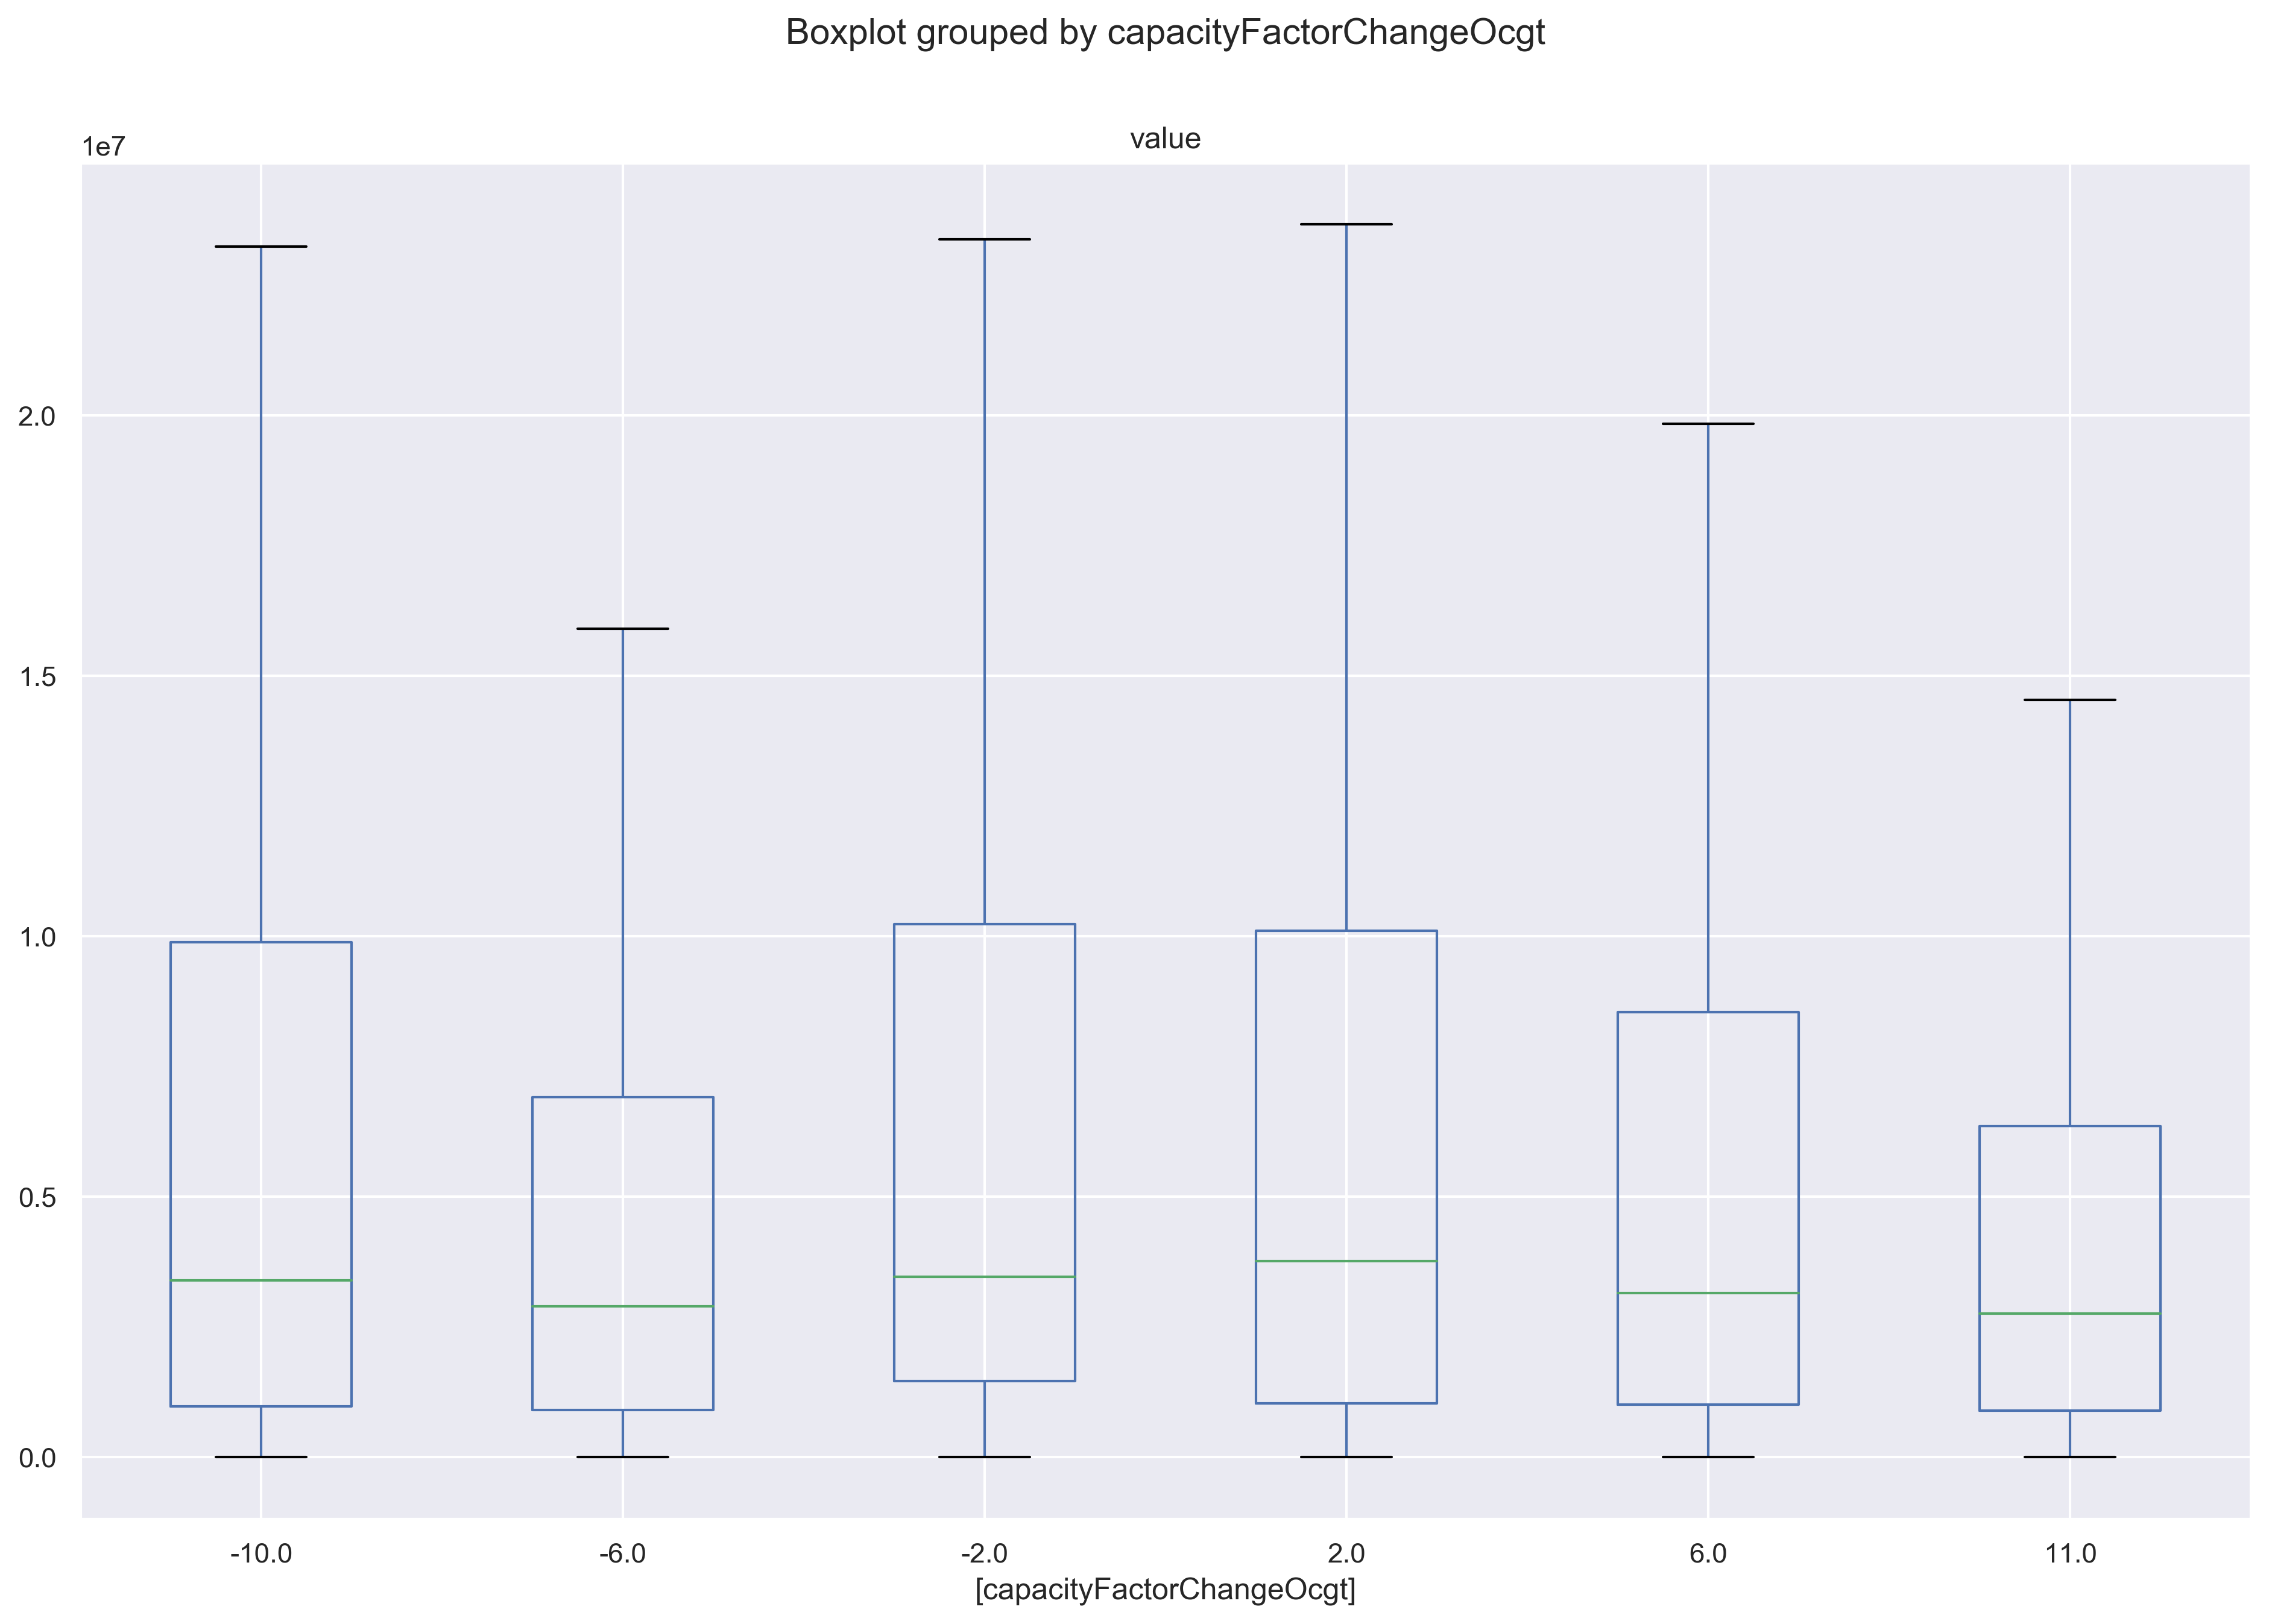 Boxplot grouped by capacityFactorChangeOcgt
value
1e7
2.0
1.5
1.0
0.5
0.0
-10.0 -6.0 -2.0 2.0 6.0 11.0
[capacityFactorChangeOcgt]